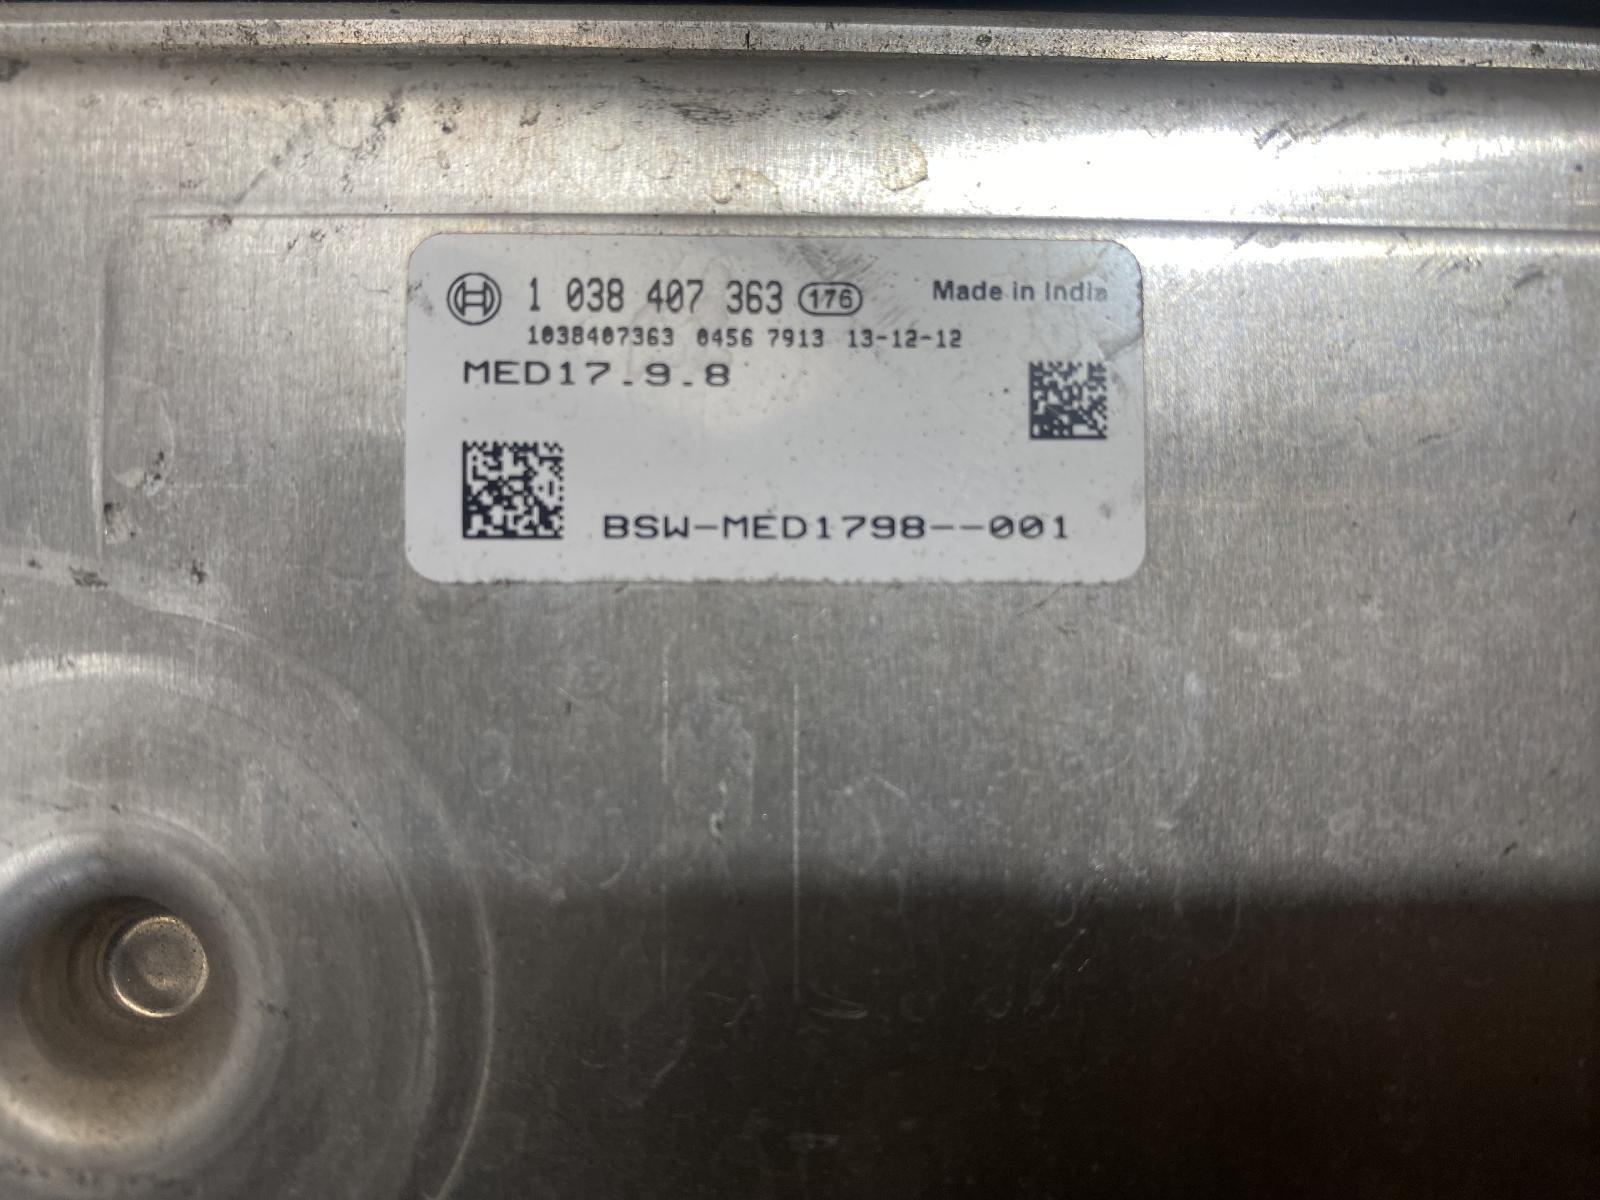 1 038 407 363 176 Made in India
1038407363 0456 7913 13-12-12
MED17.9.8
BSW-MED1798--001